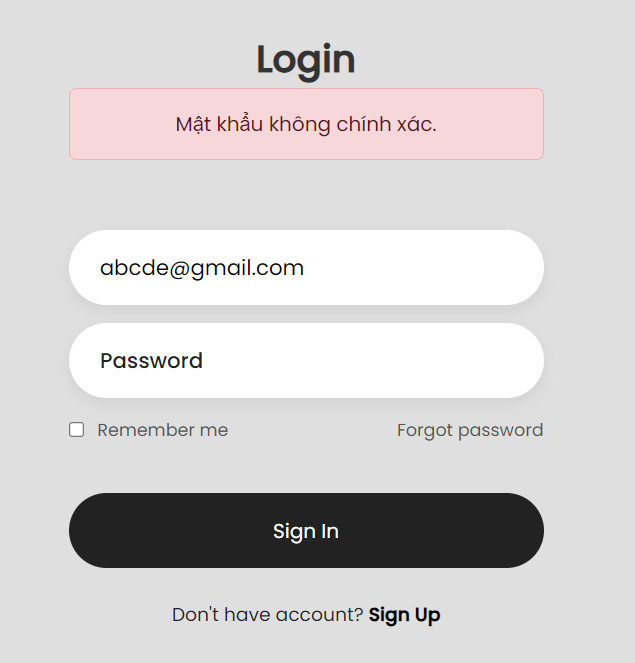 Login
Mật khẩu không chính xác.
abcde@gmail.com
Password
Remember me
Forgot password
Sign In
Don't have account? Sign Up